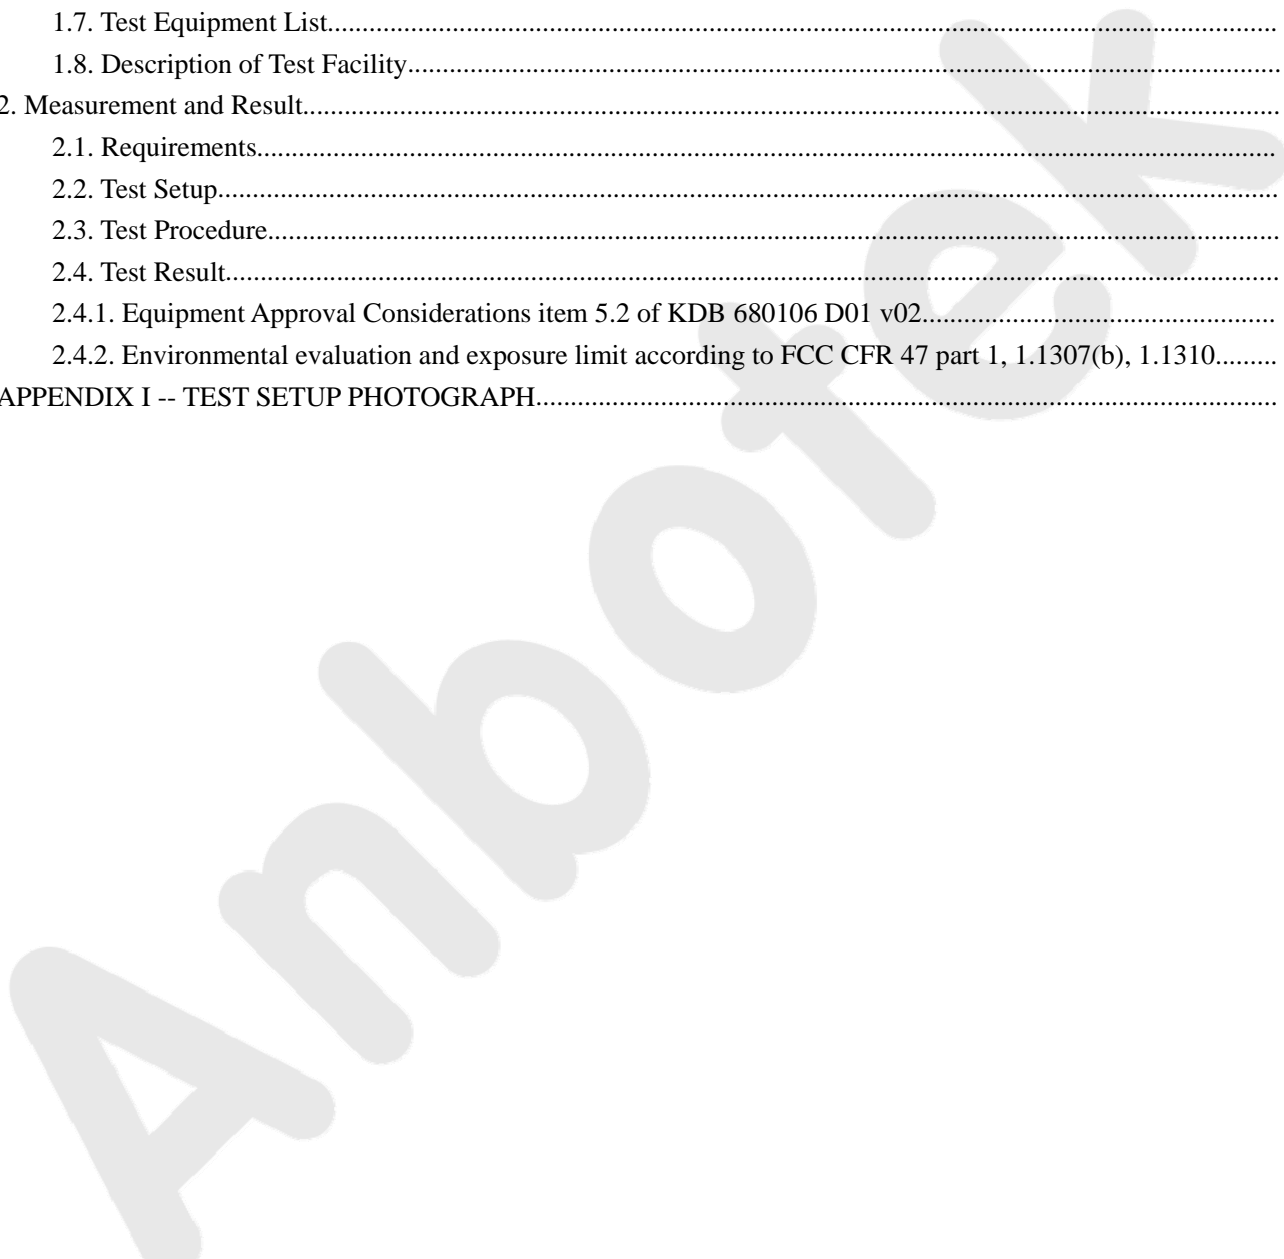 1.7. Test Equipment List..............................................................................................................................................
1.8. Description of Test Facility..................................................................................................................................
2. Measurement and Result.................................................................................................................................................
2.1. Requirements........................................................................................................................................................
2.2. Test Setup..............................................................................................................................................................
2.3. Test Procedure.......................................................................................................................................................
2.4. Test Result.............................................................................................................................................................
2.4.1. Equipment Approval Considerations item 5.2 of KDB 680106 D01 v02.....................................................
2.4.2. Environmental evaluation and exposure limit according to FCC CFR 47 part 1, 1.1307(b), 1.1310.........
APPENDIX I -- TEST SETUP PHOTOGRAPH...............................................................................................................
Anbotek